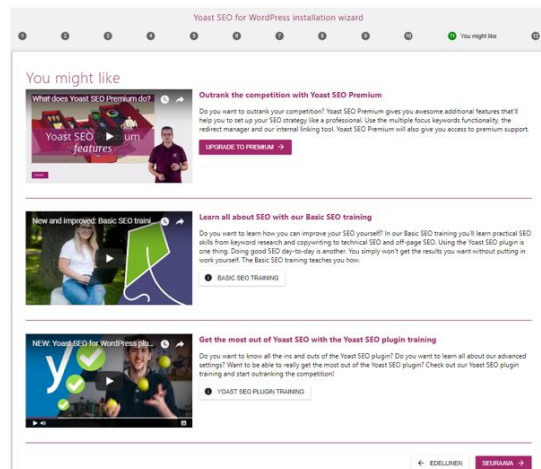 Yoast SEO for WordPress installation wizard
1 2 3 4 5 6 7 8 9 10 11 You might like 12
You might like
What does Yoast SEO Premium do?
Yoast SEO Premium
features
Outrank the competition with Yoast SEO Premium
Do you want to outrank your competition? Yoast SEO Premium gives you awesome additional features that'll
help you to set up your SEO strategy like a professional. Use the multiple focus keywords functionality, the
redirect manager and our internal linking tool. Yoast SEO Premium will also give you access to premium support.
UPGRADE TO PREMIUM
New and improved: Basic SEO traini...
Learn all about SEO with our Basic SEO training
Do you want to learn how you can improve your SEO yourself? In our Basic SEO training you'll learn practical SEO
skills from keyword research and copywriting to technical SEO and off-page SEO. Using the Yoast SEO plugin is
one thing. Doing good SEO day-to-day is another. You simply won't get the results you want without putting in
work yourself. The Basic SEO training teaches you how.
BASIC SEO TRAINING
NEW: Yoast SEO for WordPress plu...
yo
Get the most out of Yoast SEO with the Yoast SEO plugin training
Do you want to know all the ins and outs of the Yoast SEO plugin? Do you want to learn all about our advanced
settings? Want to be able to really get the most out of the Yoast SEO plugin? Check out our Yoast SEO plugin
training and start outranking the competition!
YOAST SEO PLUGIN TRAINING
EDELLINEN
SEURAAVA